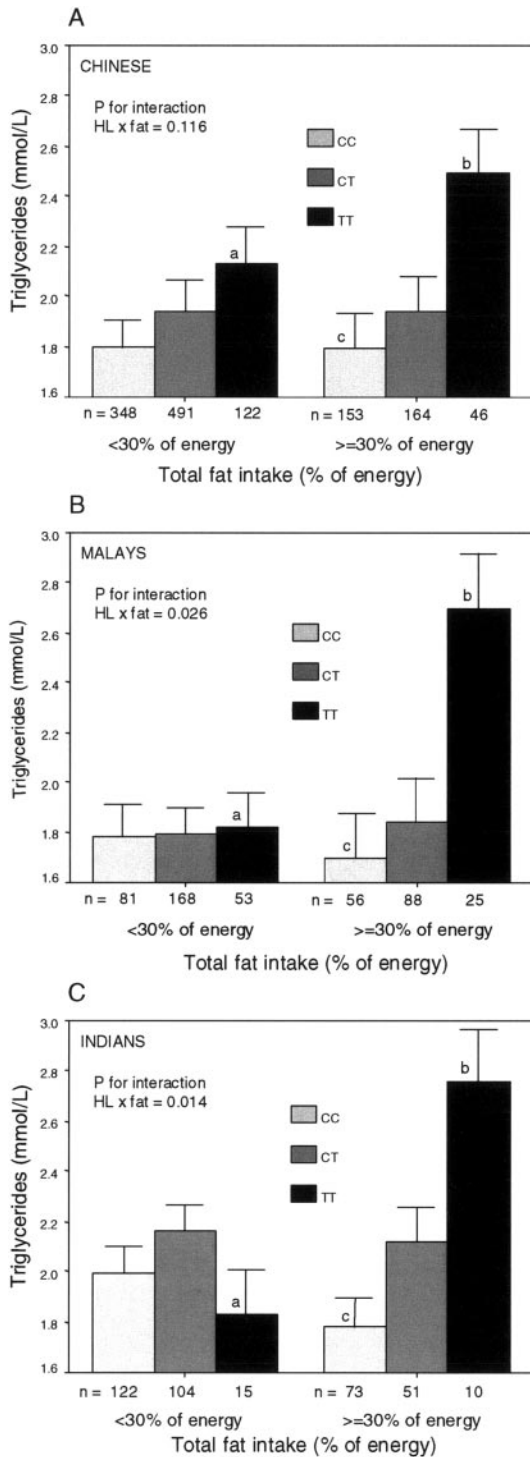 A
CHINESE
P for interaction
HL x fat = 0.116
CC
CT
TT
Triglycerides (mmol/L)
3.0
2.8
2.4
2.2
2.0
1.8
1.6
a
b
c
n = 348 491 122 n = 153 164 46
<30% of energy >=30% of energy
Total fat intake (% of energy)
B
MALAYS
P for interaction
HL x fat = 0.026
CC
CT
TT
Triglycerides (mmol/L)
3.0
2.8
2.6
2.2
2.0
1.8
1.6
a
b
c
n = 81 168 53 n = 56 88 25
<30% of energy >=30% of energy
Total fat intake (% of energy)
C
INDIANS
P for interaction
HL x fat = 0.014
CC
CT
TT
Triglycerides (mmol/L)
3.0
2.8
2.4
2.2
2.0
1.8
1.6
a
b
c
n = 122 104 15 n = 73 51 10
<30% of energy >=30% of energy
Total fat intake (% of energy)